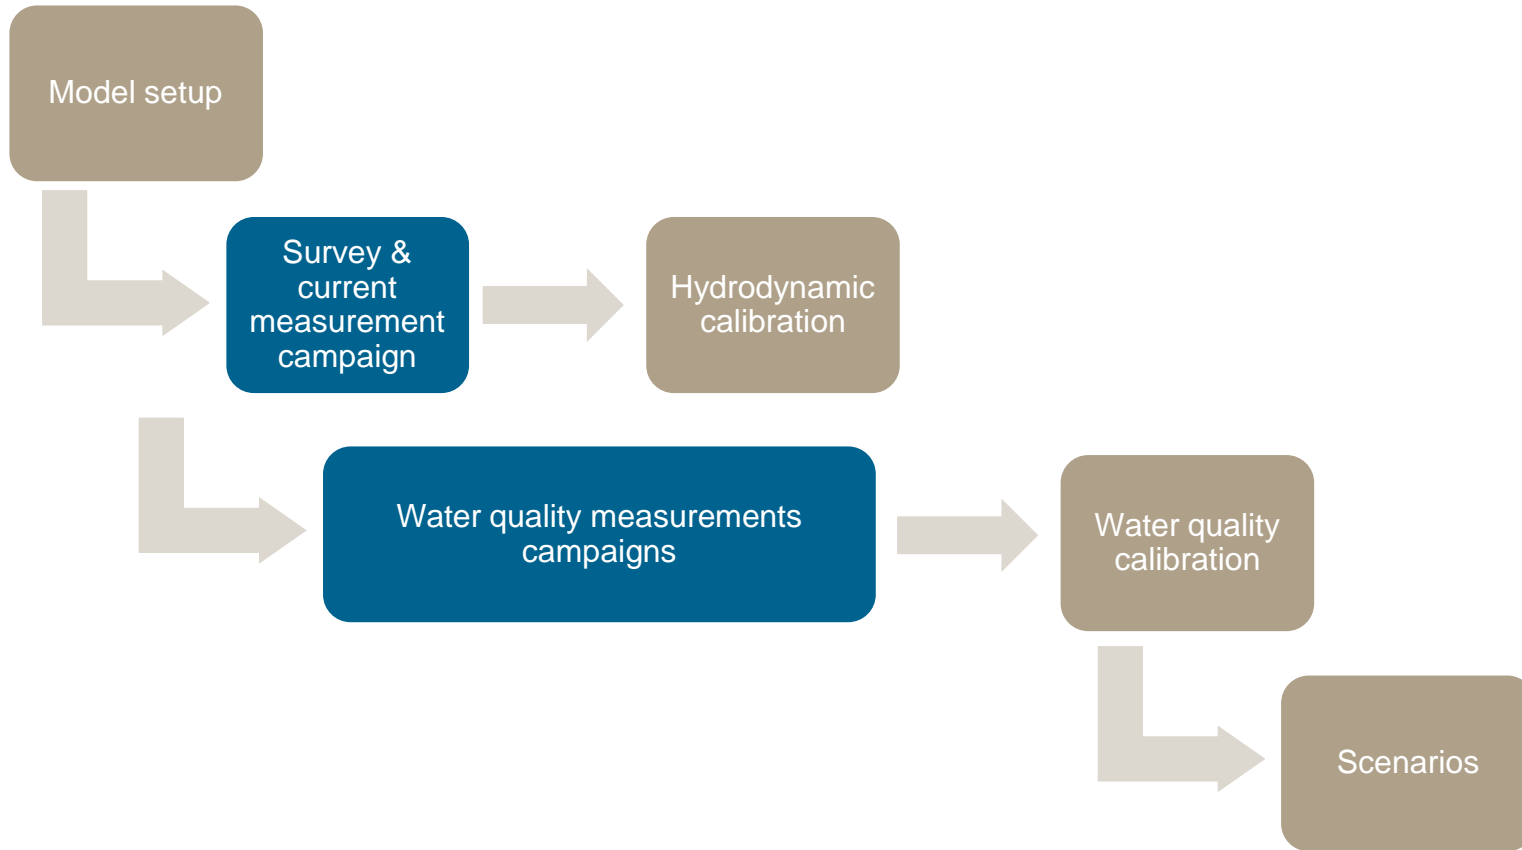 Model setup
Survey &
current
measurement
campaign
Hydrodynamic
calibration
Water quality measurements
campaigns
Water quality
calibration
Scenarios